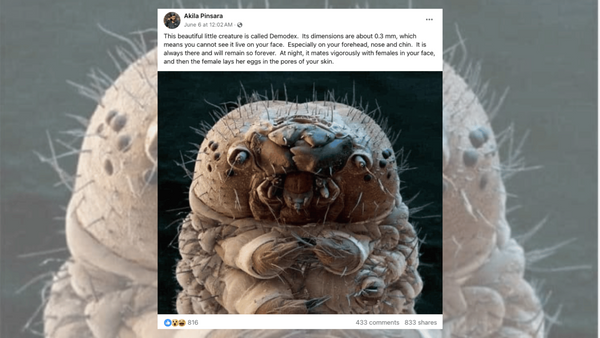 Akila Pinsara
June 6 at 12:02 AM ·
This beautiful little creature is called Demodex. Its dimensions are about 0.3 mm, which
means you cannot see it live on your face. Especially on your forehead, nose and chin. It is
always there and will remain so forever. At night, it mates vigorously with females in your face,
and then the female lays her eggs in the pores of your skin.
816
433 comments 833 shares